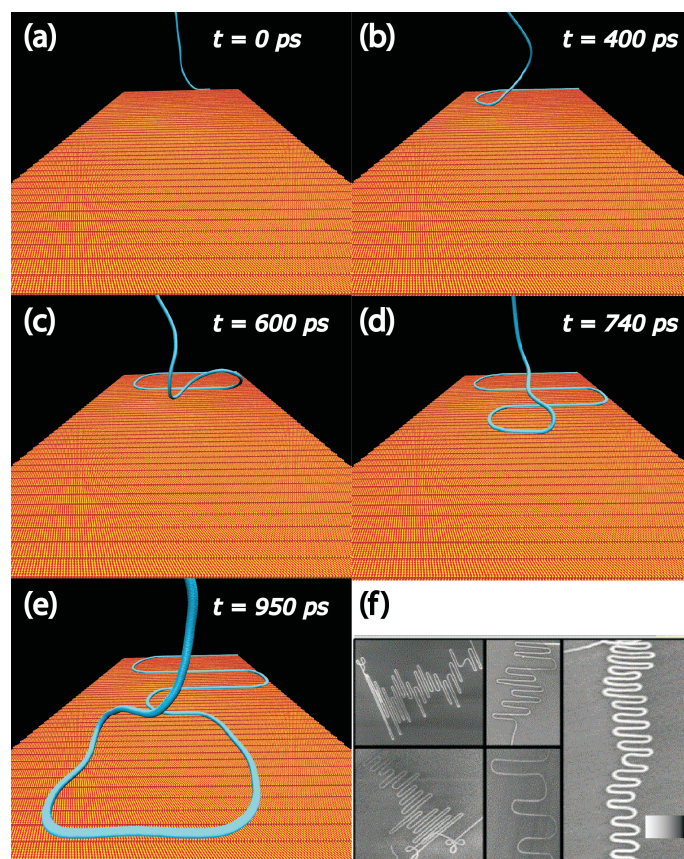 (a) t = 0 ps
(b) t = 400 ps
(c) t = 600 ps
(d) t = 740 ps
(e) t = 950 ps
(f)